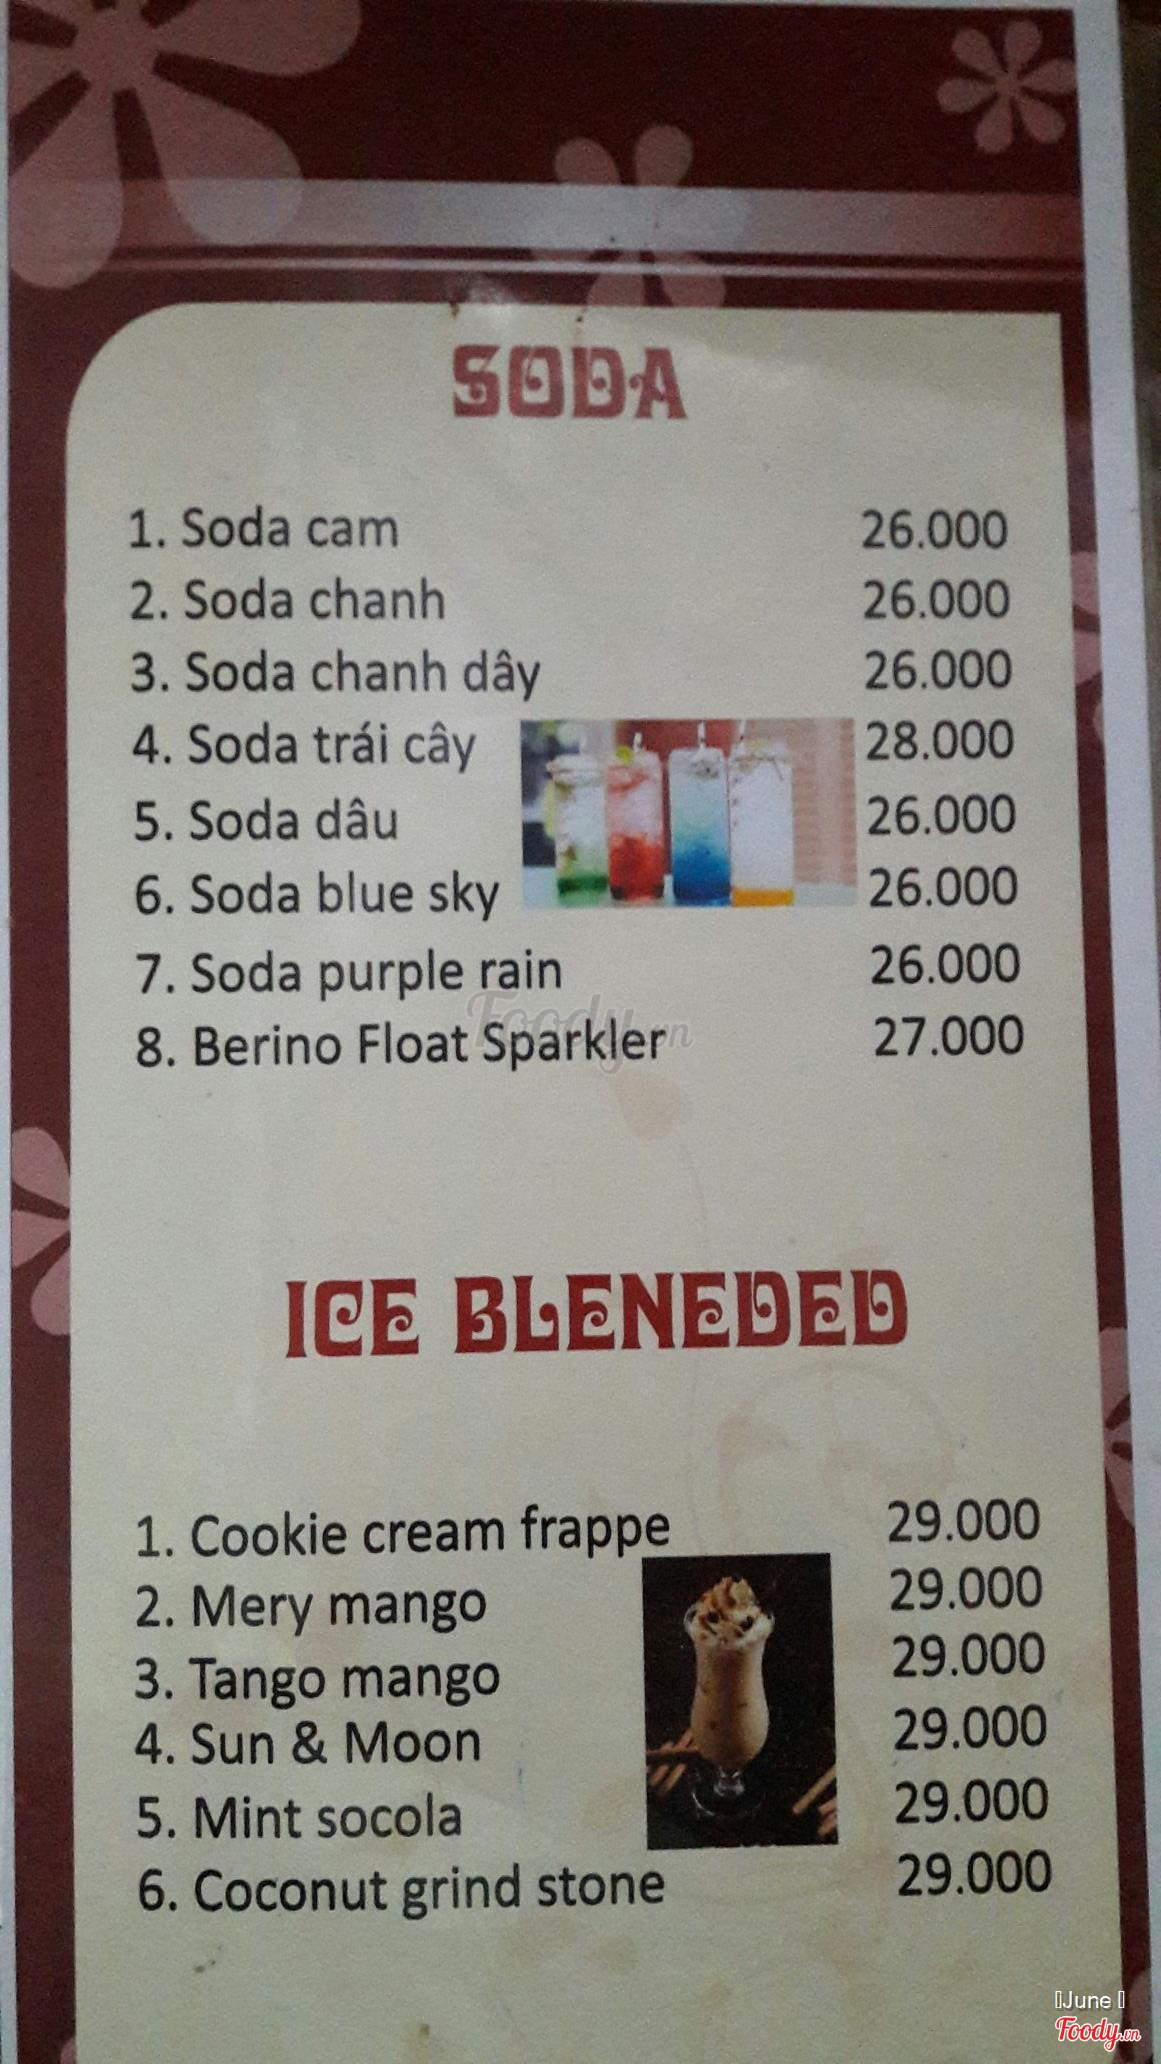 SODA
1. Soda cam 26.000
2. Soda chanh 26.000
3. Soda chanh dây 26.000
4. Soda trái cây 28.000
5. Soda dâu 26.000
6. Soda blue sky 26.000
7. Soda purple rain 26.000
8. Berino Float Sparkler 27.000
Foody.vn
ICE BLENEDED
1. Cookie cream frappe 29.000
2. Mery mango 29.000
3. Tango mango 29.000
4. Sun & Moon 29.000
5. Mint socola 29.000
6. Coconut grind stone 29.000
June
Foody.vn